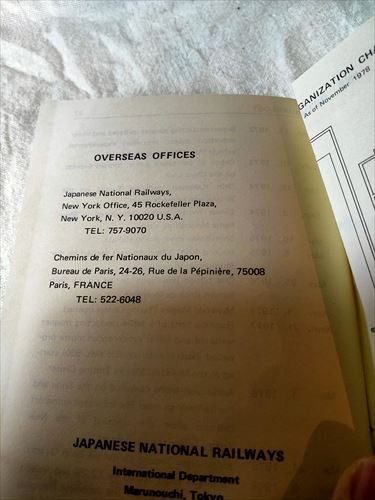 OVERSEAS OFFICES
Japanese National Railways,
New York Office, 45 Rockefeller Plaza,
New York, N. Y. 10020 U.S.A.
TEL: 757-9070
Chemins de fer Nationaux du Japon,
Bureau de Paris, 24-26, Rue de la Pépinière, 75008
Paris, FRANCE
TEL: 522-6048
JAPANESE NATIONAL RAILWAYS
International Department
Marunouchi, Tokyo
GANIZATION CHA
As of November 1978